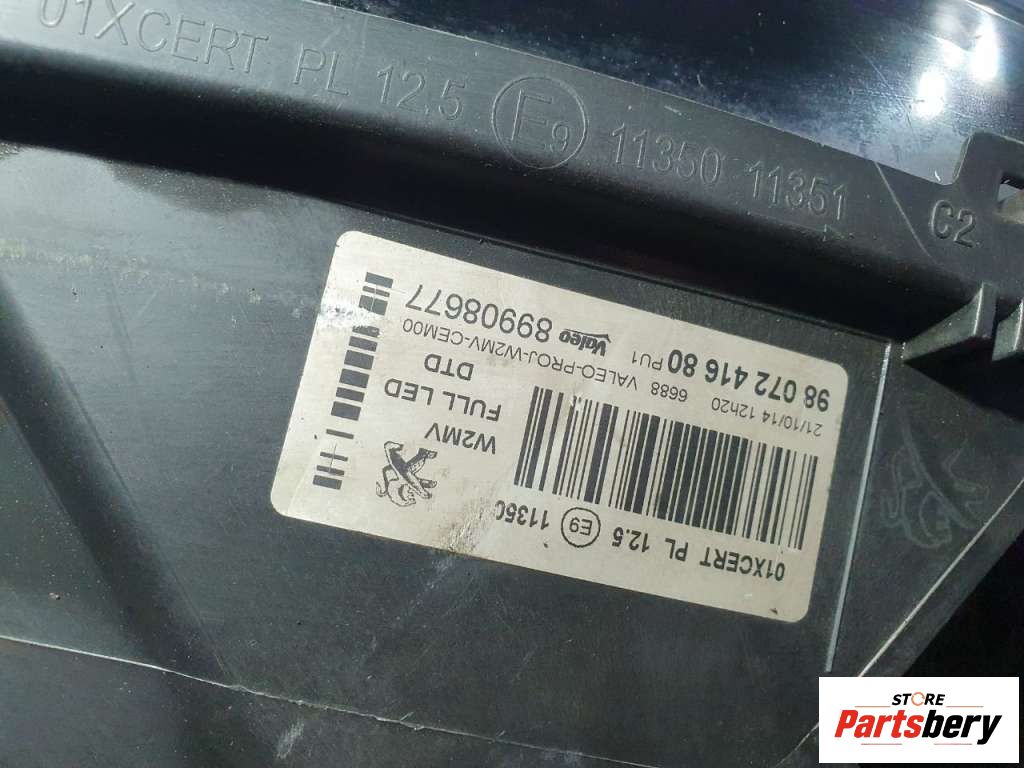 01XCERT PL 12.5 E9 11350 11351
C2
98 072 416 80 PU1 Valeo 89908677
21/10/14 12h20 6688 VALEO-PROJ-W2MV-CEM00
DTD
FULL LED
W2MV
01XCERT PL 12.5 E9 11350
STORE
Partsbery